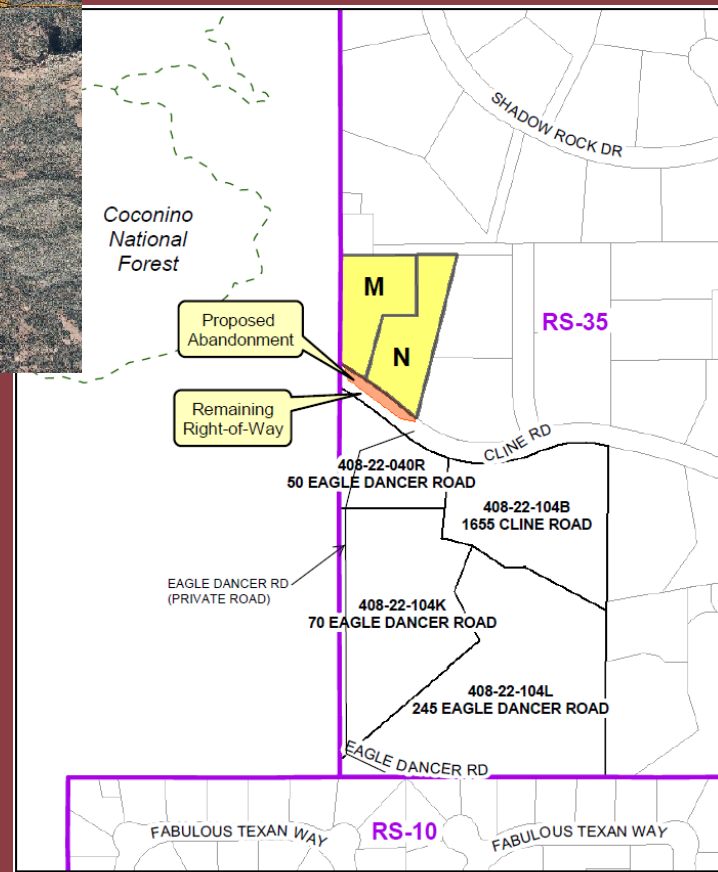 SHADOW ROCK DR
Coconino
National
Forest
M
Proposed
Abandonment
RS-35
N
Remaining
Right-of-Way
CLINE RD
408-22-040R
50 EAGLE DANCER ROAD
408-22-104B
1655 CLINE ROAD
EAGLE DANCER RD
(PRIVATE ROAD)
408-22-104K
70 EAGLE DANCER ROAD
408-22-104L
245 EAGLE DANCER ROAD
EAGLE DANCER RD
FABULOUS TEXAN WAY
RS-10
FABULOUS TEXAN WAY